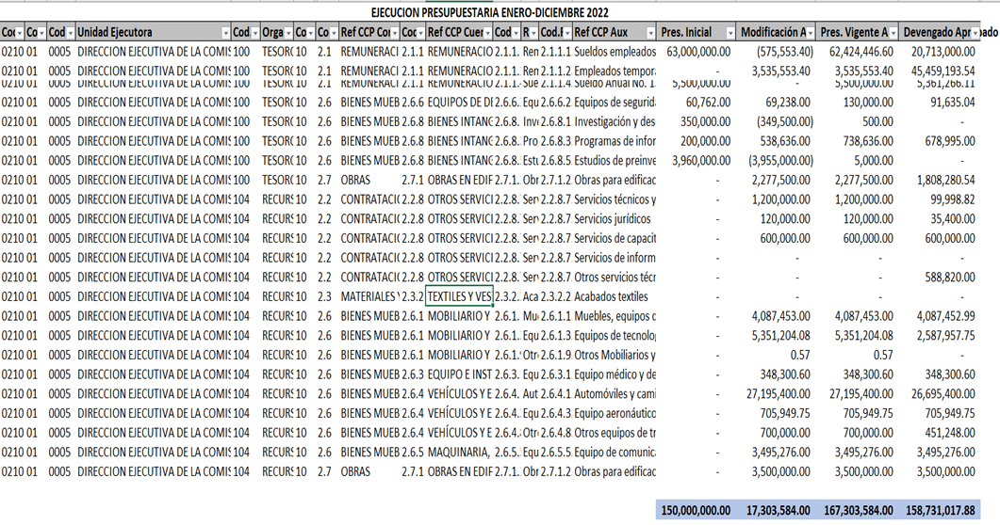 EJECUCION PRESUPUESTARIA ENERO-DICIEMBRE 2022
Co Co Cod Unidad Ejecutora Cod Orga Co Co Ref CCP Co Cod Ref CCP Cuer Cod R Cod.F Ref CCP Aux Pres. Inicial Modificación A Pres. Vigente A Devengado Apr bado
0210 01 0005 DIRECCION EJECUTIVA DE LA COMIS 100 TESOR 10 2.1 REMUNERACI 2.1.1 REMUNERACIO 2.1.1. Ren 2.1.1.1 Sueldos empleados 63,000,000.00 (575,553.40) 62,424,446.60 20,713,000.00
0210 01 0005 DIRECCION EJECUTIVA DE LA COMIS 100 TESOR 10 2.1 REMUNERACI 2.1.1 REMUNERACIO 2.1.1. Ren 2.1.1.2 Empleados tempor - 3,535,553.40 3,535,553.40 45,459,193.54
0210 01 0005 DIRECCION EJECUTIVA DE LA COMIS 100 TESOR 10 2.1 REMUNERACI 2.1.1 REMUNERACIO 2.1.1. Sue 2.1.1.4 Sueldo Anual No. 1 5,500,000.00 - 5,500,000.00 5,361,266.11
0210 01 0005 DIRECCION EJECUTIVA DE LA COMIS 100 TESOR 10 2.6 BIENES MUEB 2.6.6 EQUIPOS DE DI 2.6.6. Equ 2.6.6.2 Equipos de segurid 60,762.00 69,238.00 130,000.00 91,635.04
0210 01 0005 DIRECCION EJECUTIVA DE LA COMIS 100 TESOR 10 2.6 BIENES MUEB 2.6.8 BIENES INTANG 2.6.8. Inv 2.6.8.1 Investigación y des 350,000.00 (349,500.00) 500.00 -
0210 01 0005 DIRECCION EJECUTIVA DE LA COMIS 100 TESOR 10 2.6 BIENES MUEB 2.6.8 BIENES INTANG 2.6.8. Pro 2.6.8.3 Programas de infor 200,000.00 538,636.00 738,636.00 678,995.00
0210 01 0005 DIRECCION EJECUTIVA DE LA COMIS 100 TESOR 10 2.6 BIENES MUEB 2.6.8 BIENES INTANG 2.6.8. Estu 2.6.8.5 Estudios de preinve 3,960,000.00 (3,955,000.00) 5,000.00 -
0210 01 0005 DIRECCION EJECUTIVA DE LA COMIS 100 TESOR 10 2.7 OBRAS 2.7.1 OBRAS EN EDIF 2.7.1. Obr 2.7.1.2 Obras para edificac - 2,277,500.00 2,277,500.00 1,808,280.54
0210 01 0005 DIRECCION EJECUTIVA DE LA COMIS 104 RECURS 10 2.2 CONTRATACIO 2.2.8 OTROS SERVICI 2.2.8. Ser 2.2.8.7 Servicios técnicos y - 1,200,000.00 1,200,000.00 99,998.82
0210 01 0005 DIRECCION EJECUTIVA DE LA COMIS 104 RECURS 10 2.2 CONTRATACIO 2.2.8 OTROS SERVICI 2.2.8. Ser 2.2.8.7 Servicios jurídicos - 120,000.00 120,000.00 35,400.00
0210 01 0005 DIRECCION EJECUTIVA DE LA COMIS 104 RECURS 10 2.2 CONTRATACIO 2.2.8 OTROS SERVICI 2.2.8. Ser 2.2.8.7 Servicios de capacit - 600,000.00 600,000.00 600,000.00
0210 01 0005 DIRECCION EJECUTIVA DE LA COMIS 104 RECURS 10 2.2 CONTRATACIO 2.2.8 OTROS SERVICI 2.2.8. Ser 2.2.8.7 Servicios de inform - - - -
0210 01 0005 DIRECCION EJECUTIVA DE LA COMIS 104 RECURS 10 2.2 CONTRATACIO 2.2.8 OTROS SERVICI 2.2.8. Ser 2.2.8.7 Otros servicios técr - - - 588,820.00
0210 01 0005 DIRECCION EJECUTIVA DE LA COMIS 104 RECURS 10 2.3 MATERIALES Y 2.3.2 TEXTILES Y VES 2.3.2. Aca 2.3.2.2 Acabados textiles - - - -
0210 01 0005 DIRECCION EJECUTIVA DE LA COMIS 104 RECURS 10 2.6 BIENES MUEB 2.6.1 MOBILIARIO Y 2.6.1. Mu 2.6.1.1 Muebles, equipos c - 4,087,453.00 4,087,453.00 4,087,452.99
0210 01 0005 DIRECCION EJECUTIVA DE LA COMIS 104 RECURS 10 2.6 BIENES MUEB 2.6.1 MOBILIARIO Y 2.6.1. Equ 2.6.1.3 Equipos de tecnolo - 5,351,204.08 5,351,204.08 2,587,957.75
0210 01 0005 DIRECCION EJECUTIVA DE LA COMIS 104 RECURS 10 2.6 BIENES MUEB 2.6.1 MOBILIARIO Y 2.6.1. Otr 2.6.1.9 Otros Mobiliarios y - 0.57 0.57 -
0210 01 0005 DIRECCION EJECUTIVA DE LA COMIS 104 RECURS 10 2.6 BIENES MUEB 2.6.3 EQUIPO E INST 2.6.3. Equ 2.6.3.1 Equipo médico y de - 348,300.60 348,300.60 348,300.60
0210 01 0005 DIRECCION EJECUTIVA DE LA COMIS 104 RECURS 10 2.6 BIENES MUEB 2.6.4 VEHÍCULOS Y E 2.6.4. Aut 2.6.4.1 Automóviles y cami - 27,195,400.00 27,195,400.00 26,695,400.00
0210 01 0005 DIRECCION EJECUTIVA DE LA COMIS 104 RECURS 10 2.6 BIENES MUEB 2.6.4 VEHÍCULOS Y E 2.6.4. Equ 2.6.4.3 Equipo aeronáutico - 705,949.75 705,949.75 705,949.75
0210 01 0005 DIRECCION EJECUTIVA DE LA COMIS 104 RECURS 10 2.6 BIENES MUEB 2.6.4 VEHÍCULOS Y E 2.6.4. Otr 2.6.4.8 Otros equipos de tr - 700,000.00 700,000.00 451,248.00
0210 01 0005 DIRECCION EJECUTIVA DE LA COMIS 104 RECURS 10 2.6 BIENES MUEB 2.6.5 MAQUINARIA, 2.6.5. Equ 2.6.5.5 Equipo de comunic - 3,495,276.00 3,495,276.00 3,495,276.00
0210 01 0005 DIRECCION EJECUTIVA DE LA COMIS 104 RECURS 10 2.7 OBRAS 2.7.1 OBRAS EN EDIF 2.7.1. Obr 2.7.1.2 Obras para edificac - 3,500,000.00 3,500,000.00 3,500,000.00
150,000,000.00 17,303,584.00 167,303,584.00 158,731,017.88